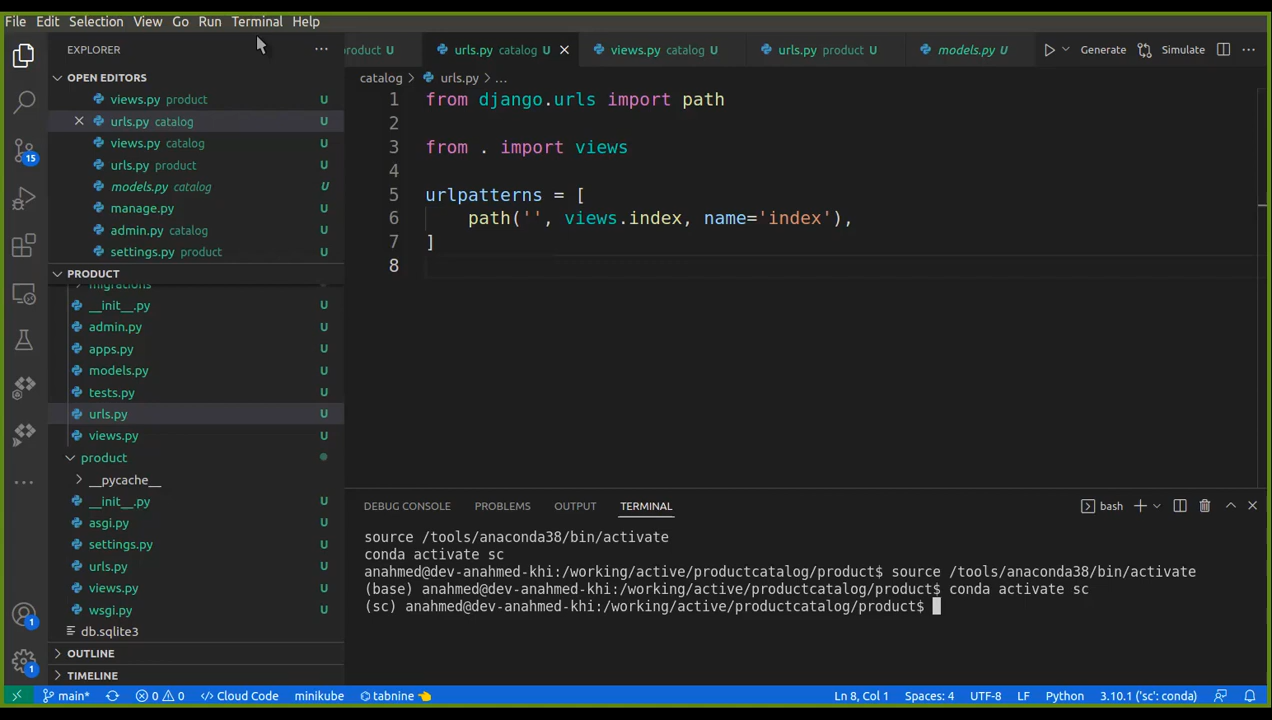 File Edit Selection View Go Run Terminal Help
EXPLORER
product U urls.py catalog U views.py catalog U urls.py product U models.py U Generate Simulate
OPEN EDITORS
views.py product U
urls.py catalog U
views.py catalog U
urls.py product U
models.py catalog U
manage.py U
admin.py catalog U
settings.py product U
PRODUCT
migrations
__init__.py U
admin.py U
apps.py U
models.py U
tests.py U
urls.py U
views.py U
product
__pycache__
__init__.py U
asgi.py U
settings.py U
urls.py U
views.py U
wsgi.py U
db.sqlite3
OUTLINE
TIMELINE
15
1
1
catalog > urls.py > ...
1 from django.urls import path
2
3 from . import views
4
5 urlpatterns = [
6 path('', views.index, name='index'),
7 ]
8
DEBUG CONSOLE PROBLEMS OUTPUT TERMINAL bash
source /tools/anaconda38/bin/activate
conda activate sc
anahmed@dev-anahmed-khi:/working/active/productcatalog/product$ source /tools/anaconda38/bin/activate
(base) anahmed@dev-anahmed-khi:/working/active/productcatalog/product$ conda activate sc
(sc) anahmed@dev-anahmed-khi:/working/active/productcatalog/product$
main* 0 0 Cloud Code minikube tabnine Ln 8, Col 1 Spaces: 4 UTF-8 LF Python 3.10.1 ('sc': conda)